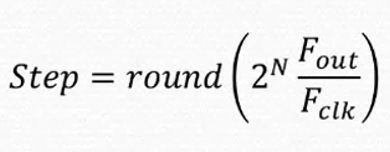 Step = round(2^N F_out / F_clk)